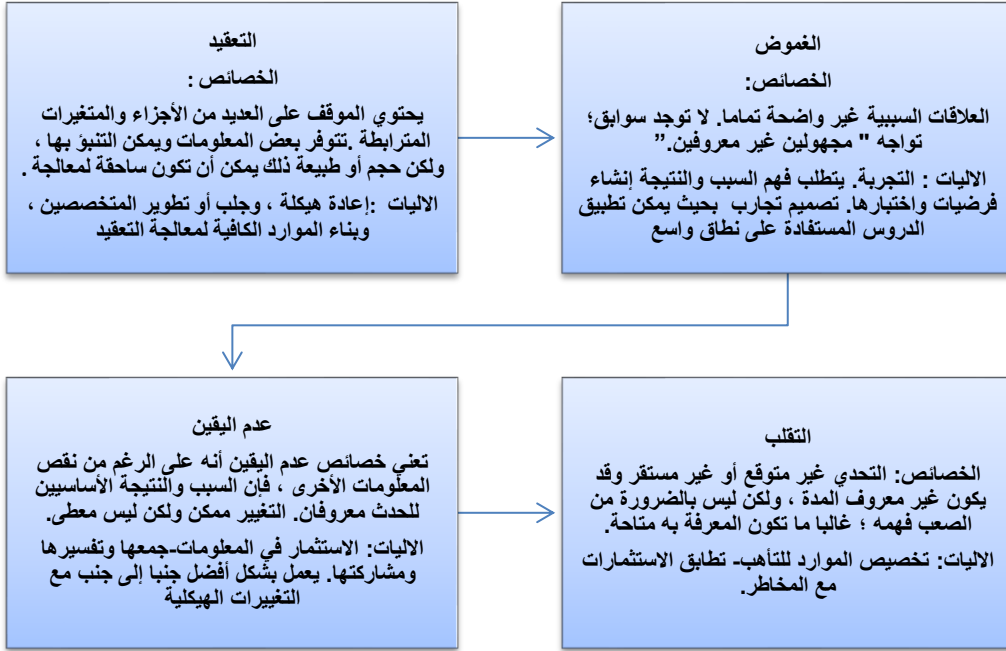 التعقيد
الخصائص :
يحتوي الموقف على العديد من الأجزاء والمتغيرات
المترابطة .تتوفر بعض المعلومات ويمكن التنبؤ بها ،
ولكن حجم أو طبيعة ذلك يمكن أن تكون ساحقة لمعالجة .
الاليات :إعادة هيكلة ، وجلب أو تطوير المتخصصين ،
وبناء الموارد الكافية لمعالجة التعقيد
الغموض
الخصائص:
العلاقات السببية غير واضحة تماما. لا توجد سوابق؛
تواجه " مجهولين غير معروفين.”
الاليات : التجربة. يتطلب فهم السبب والنتيجة إنشاء
فرضيات واختبارها. تصميم تجارب بحيث يمكن تطبيق
الدروس المستفادة على نطاق واسع
عدم اليقين
تعني خصائص عدم اليقين أنه على الرغم من نقص
المعلومات الأخرى ، فإن السبب والنتيجة الأساسيين
للحدث معروفان. التغيير ممكن ولكن ليس معطى.
الاليات: الاستثمار في المعلومات-جمعها وتفسيرها
ومشاركتها. يعمل بشكل أفضل جنبا إلى جنب مع
التغييرات الهيكلية
التقلب
الخصائص: التحدي غير متوقع أو غير مستقر وقد
يكون غير معروف المدة ، ولكن ليس بالضرورة من
الصعب فهمه ؛ غالبا ما تكون المعرفة به متاحة.
الاليات: تخصيص الموارد للتأهب- تطابق الاستثمارات
مع المخاطر.